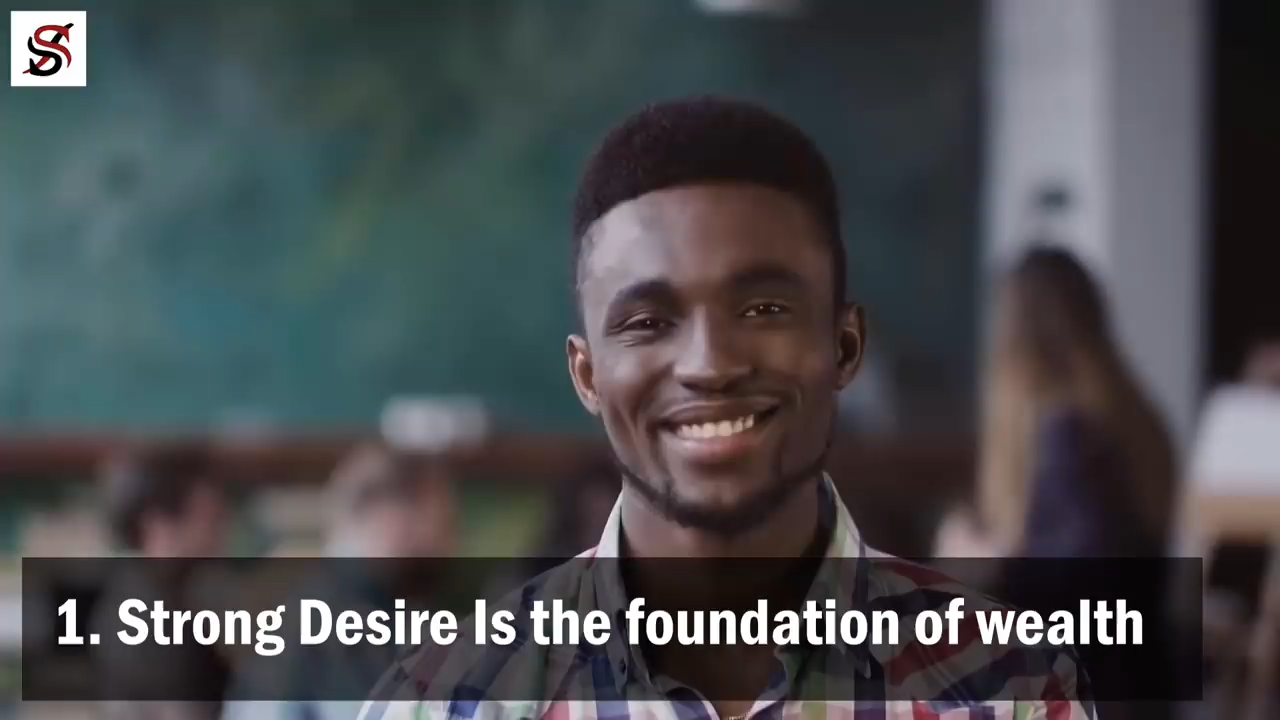 1. Strong Desire Is the foundation of wealth